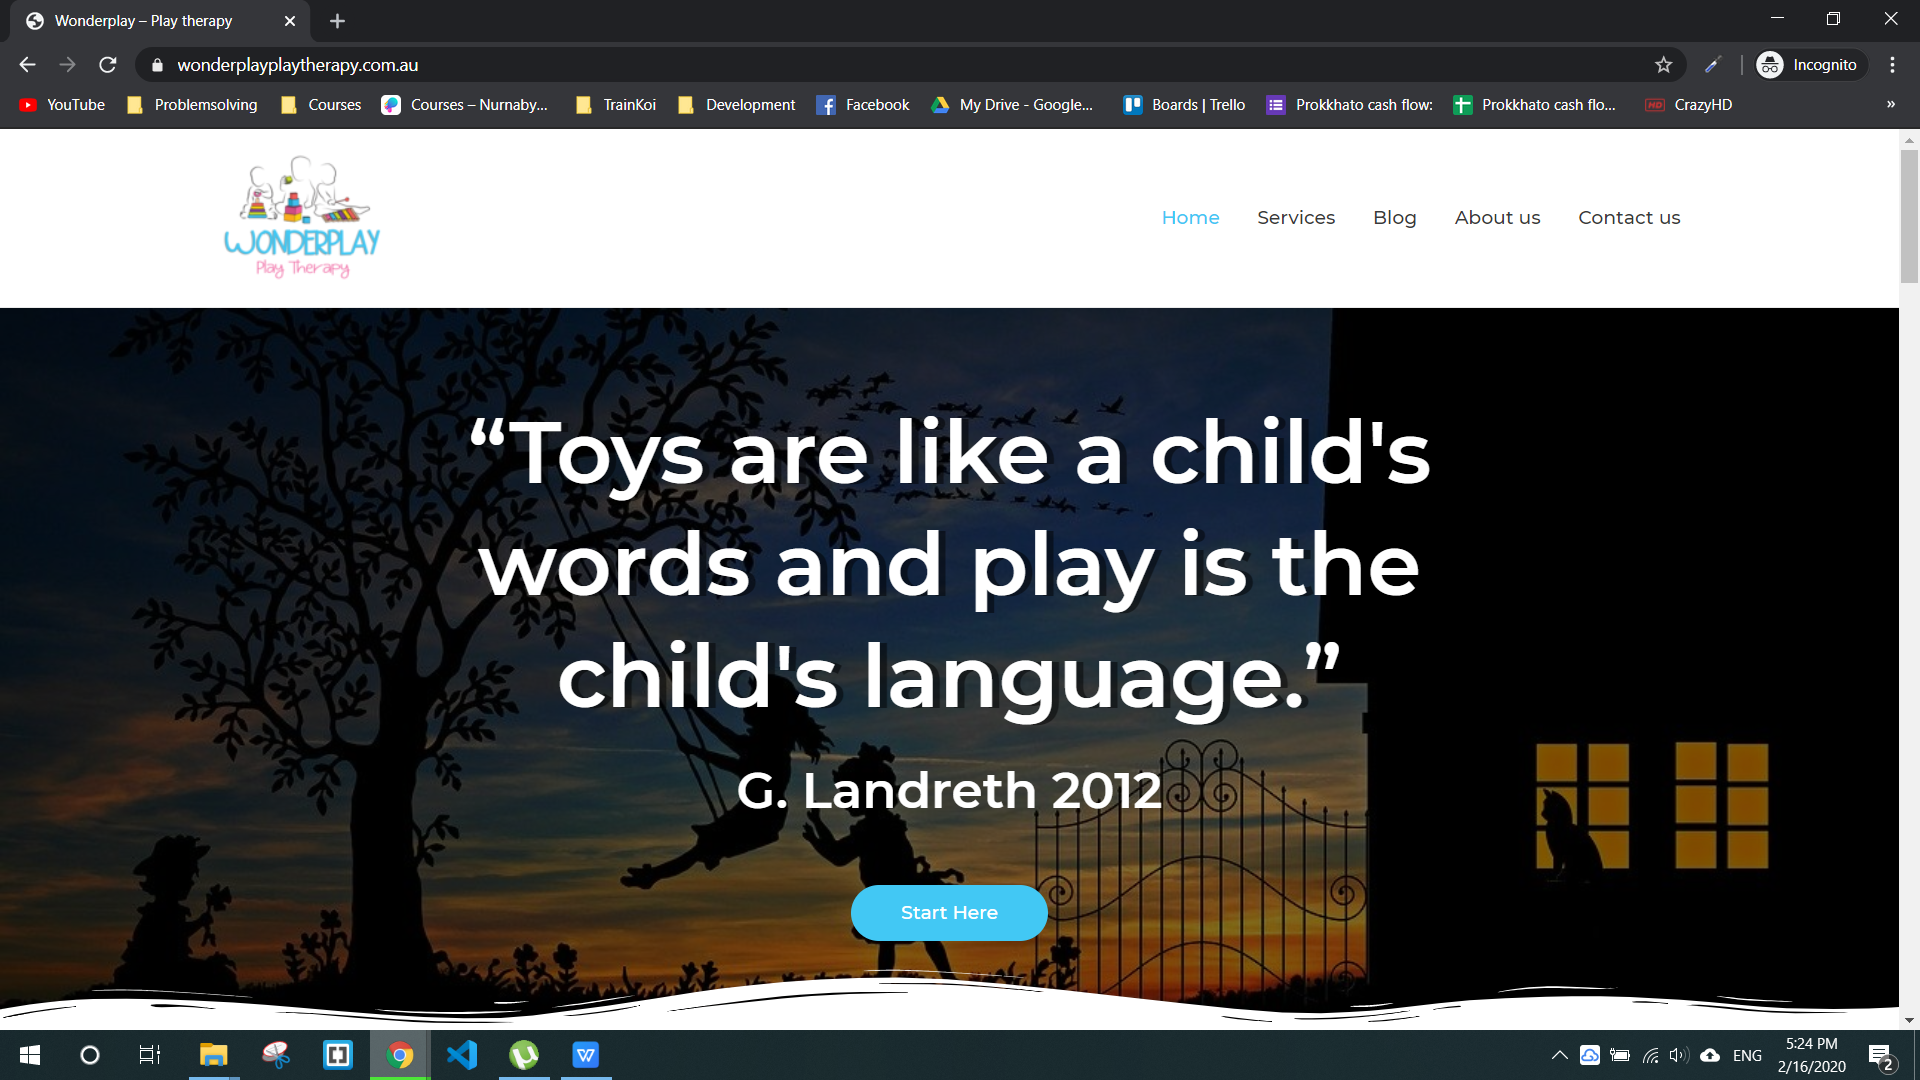 Wonderplay – Play therapy
wonderplayplaytherapy.com.au
Incognito
YouTube Problemsolving Courses Courses – Nurnaby... TrainKoi Development Facebook My Drive - Google... Boards | Trello Prokkhato cash flow: Prokkhato cash flo... HD CrazyHD »
WONDERPLAY
Play Therapy
Home Services Blog About us Contact us
“Toys are like a child's
words and play is the
child's language.”
G. Landreth 2012
Start Here
ENG
5:24 PM
2/16/2020
2